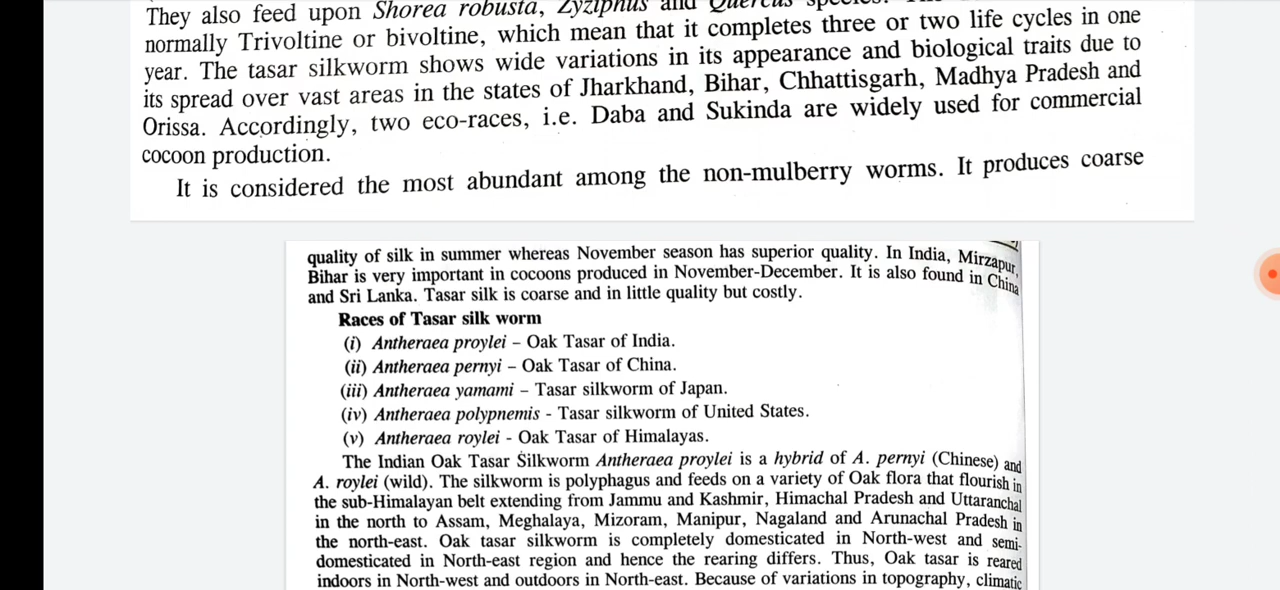 They also feed upon Shorea robusta, Zyziphus and Quercus species.
normally Trivoltine or bivoltine, which mean that it completes three or two life cycles in one
year. The tasar silkworm shows wide variations in its appearance and biological traits due to
its spread over vast areas in the states of Jharkhand, Bihar, Chhattisgarh, Madhya Pradesh and
Orissa. Accordingly, two eco-races, i.e. Daba and Sukinda are widely used for commercial
cocoon production.
It is considered the most abundant among the non-mulberry worms. It produces coarse
quality of silk in summer whereas November season has superior quality. In India, Mirzapur,
Bihar is very important in cocoons produced in November-December. It is also found in China
and Sri Lanka. Tasar silk is coarse and in little quality but costly.
Races of Tasar silk worm
(i) Antheraea proylei – Oak Tasar of India.
(ii) Antheraea pernyi – Oak Tasar of China.
(iii) Antheraea yamami – Tasar silkworm of Japan.
(iv) Antheraea polypnemis - Tasar silkworm of United States.
(v) Antheraea roylei - Oak Tasar of Himalayas.
The Indian Oak Tasar Silkworm Antheraea proylei is a hybrid of A. pernyi (Chinese) and
A. roylei (wild). The silkworm is polyphagus and feeds on a variety of Oak flora that flourish in
the sub-Himalayan belt extending from Jammu and Kashmir, Himachal Pradesh and Uttaranchal
in the north to Assam, Meghalaya, Mizoram, Manipur, Nagaland and Arunachal Pradesh in
the north-east. Oak tasar silkworm is completely domesticated in North-west and semi-
domesticated in North-east region and hence the rearing differs. Thus, Oak tasar is reared
indoors in North-west and outdoors in North-east. Because of variations in topography, climatic